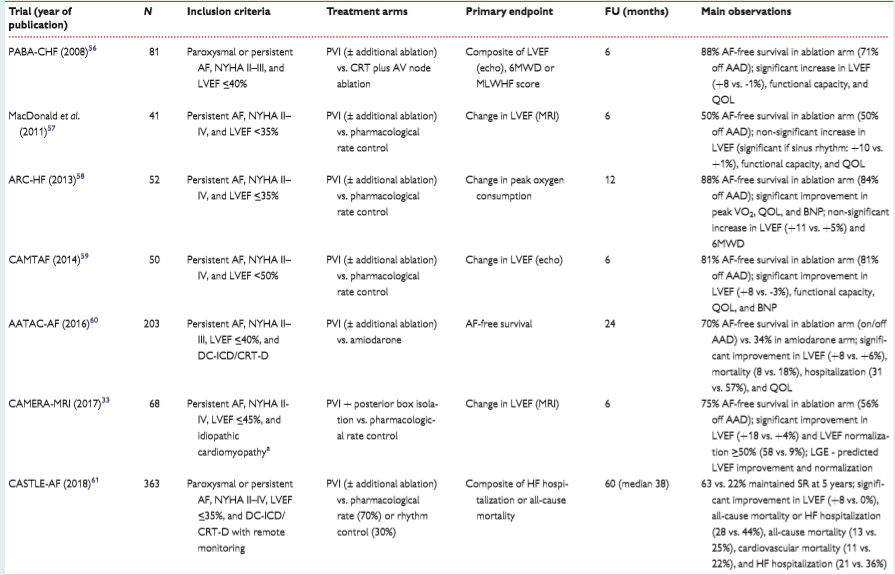 Trial (year of publication) N Inclusion criteria Treatment arms Primary endpoint FU (months) Main observations
PABA-CHF (2008)56 81 Paroxysmal or persistent PVI (± additional ablation) Composite of LVEF 6 88% AF-free survival in ablation arm (71%
AF, NYHA II–III, and vs. CRT plus AV node (echo), 6MWD or off AAD); significant increase in LVEF
LVEF ≤40% ablation MLWHF score (+8 vs. -1%), functional capacity, and
QOL
MacDonald et al. 41 Persistent AF, NYHA II– PVI (± additional ablation) Change in LVEF (MRI) 6 50% AF-free survival in ablation arm (50%
(2011)57 IV, and LVEF <35% vs. pharmacological off AAD); non-significant increase in
rate control LVEF (significant if sinus rhythm: +10 vs.
+1%), functional capacity, and QOL
ARC-HF (2013)58 52 Persistent AF, NYHA II– PVI (± additional ablation) Change in peak oxygen 12 88% AF-free survival in ablation arm (84%
IV, and LVEF ≤35% vs. pharmacological consumption off AAD); significant improvement in
rate control peak VO2, QOL, and BNP; non-significant
increase in LVEF (+11 vs. +5%) and
6MWD
CAMTAF (2014)59 50 Persistent AF, NYHA II– PVI (± additional ablation) Change in LVEF (echo) 6 81% AF-free survival in ablation arm (81%
IV, and LVEF <50% vs. pharmacological off AAD); significant improvement in
rate control LVEF (+8 vs. -3%), functional capacity,
QOL, and BNP
AATAC-AF (2016)60 203 Persistent AF, NYHA II– PVI (± additional ablation) AF-free survival 24 70% AF-free survival in ablation arm (on/off
III, LVEF ≤40%, and vs. amiodarone AAD) vs. 34% in amiodarone arm; signifi-
DC-ICD/CRT-D cant improvement in LVEF (+8 vs. +6%),
mortality (8 vs. 18%), hospitalization (31
vs. 57%), and QOL
CAMERA-MRI (2017)33 68 Persistent AF, NYHA II- PVI + posterior box isola- Change in LVEF (MRI) 6 75% AF-free survival in ablation arm (56%
IV, LVEF ≤45%, and tion vs. pharmacologic- off AAD); significant improvement in
idiopathic al rate control LVEF (+18 vs. +4%) and LVEF normaliza-
cardiomyopathya tion ≥50% (58 vs. 9%); LGE - predicted
LVEF improvement and normalization
CASTLE-AF (2018)61 363 Paroxysmal or persistent PVI (± additional ablation) Composite of HF hospi- 60 (median 38) 63 vs. 22% maintained SR at 5 years; signifi-
AF, NYHA II–IV, LVEF vs. pharmacological talization or all-cause cant improvement in LVEF (+8 vs. 0%),
≤35%, and DC-ICD/ rate (70%) or rhythm mortality all-cause mortality or HF hospitalization
CRT-D with remote control (30%) (28 vs. 44%), all-cause mortality (13 vs.
monitoring 25%), cardiovascular mortality (11 vs.
22%), and HF hospitalization (21 vs. 36%)